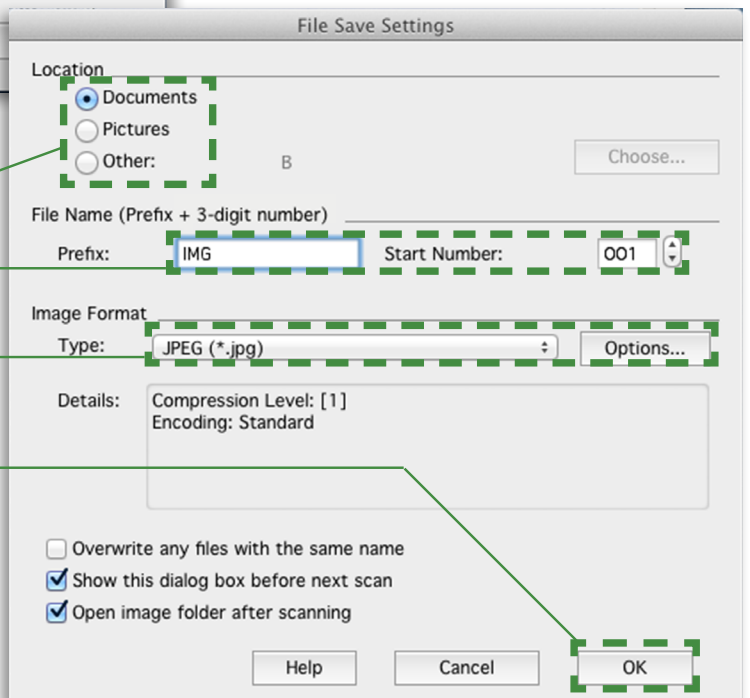 File Save Settings
Location
Documents
Pictures
Other: B Choose...
File Name (Prefix + 3-digit number)
Prefix: IMG Start Number: 001
Image Format
Type: JPEG (*.jpg) Options...
Details: Compression Level: [1]
Encoding: Standard
Overwrite any files with the same name
Show this dialog box before next scan
Open image folder after scanning
Help Cancel OK